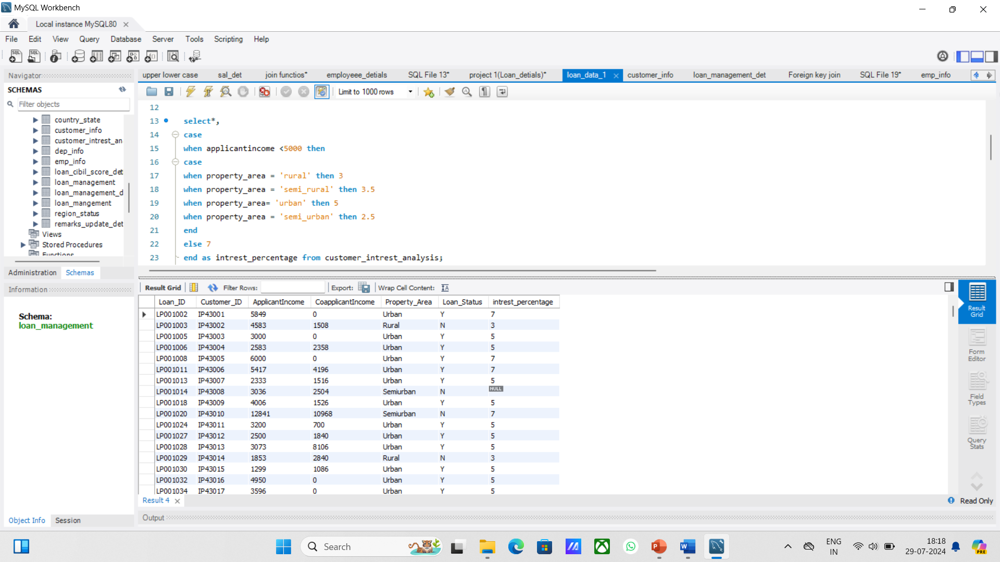 MySQL Workbench
Local instance MySQL80
File Edit View Query Database Server Tools Scripting Help
Navigator
SCHEMAS
Filter objects
country_state
customer_info
customer_intrest_an
dep_info
emp_info
loan_cibil_score_det
loan_management
loan_management_d
loan_mangement
region_status
remarks_update_det
Views
Stored Procedures
Functions
Administration Schemas
Information
Schema:
loan_management
Object Info Session
upper lower case sal_det join functios* employeee_detials SQL File 13* project 1(Loan_detials)* loan_data_1 customer_info loan_management_det Foreign key join SQL File 19* emp_info
Limit to 1000 rows
12
13 select*,
14 case
15 when applicantincome <5000 then
16 case
17 when property_area = 'rural' then 3
18 when property_area = 'semi_rural' then 3.5
19 when property_area= 'urban' then 5
20 when property_area = 'semi_urban' then 2.5
21 end
22 else 7
23 end as intrest_percentage from customer_intrest_analysis;
Result Grid Filter Rows: Export: Wrap Cell Content:
Loan_ID Customer_ID ApplicantIncome CoapplicantIncome Property_Area Loan_Status intrest_percentage
LP001002 IP43001 5849 0 Urban Y 7
LP001003 IP43002 4583 1508 Rural N 3
LP001005 IP43003 3000 0 Urban Y 5
LP001006 IP43004 2583 2358 Urban Y 5
LP001008 IP43005 6000 0 Urban Y 7
LP001011 IP43006 5417 4196 Urban Y 7
LP001013 IP43007 2333 1516 Urban Y 5
LP001014 IP43008 3036 2504 Semiurban N NULL
LP001018 IP43009 4006 1526 Urban Y 5
LP001020 IP43010 12841 10968 Semiurban N 7
LP001024 IP43011 3200 700 Urban Y 5
LP001027 IP43012 2500 1840 Urban Y 5
LP001028 IP43013 3073 8106 Urban Y 5
LP001029 IP43014 1853 2840 Rural N 3
LP001030 IP43015 1299 1086 Urban Y 5
LP001032 IP43016 4950 0 Urban Y 5
LP001034 IP43017 3596 0 Urban Y 5
Result Grid
Form Editor
Field Types
Query Stats
Result 4
Read Only
Output
Search
ENG
IN
18:18
29-07-2024